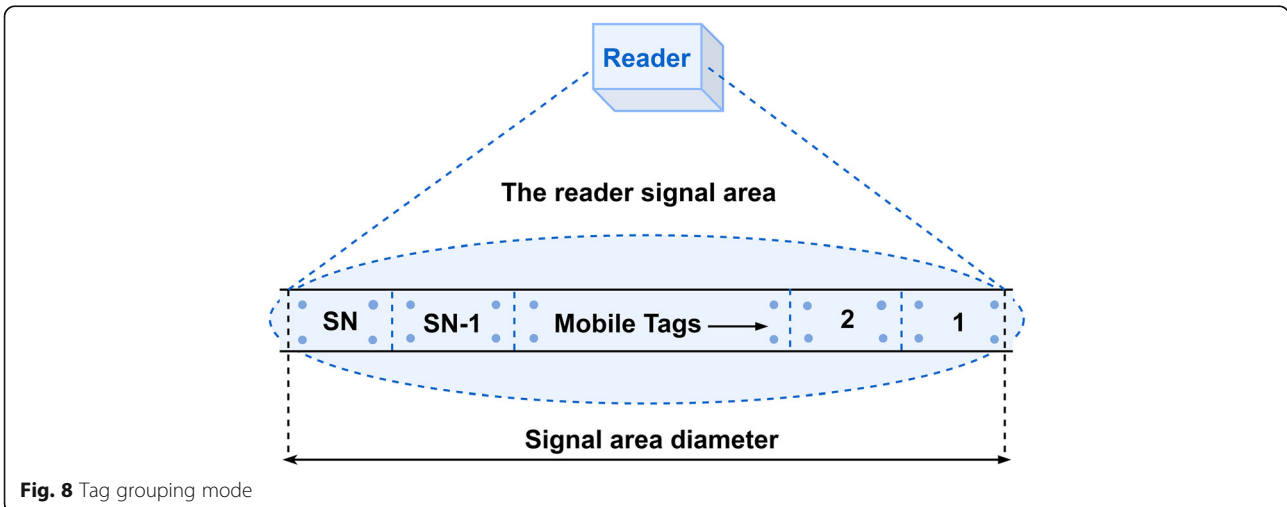 Reader
The reader signal area
SN SN-1 Mobile Tags 2 1
Signal area diameter
Fig. 8 Tag grouping mode